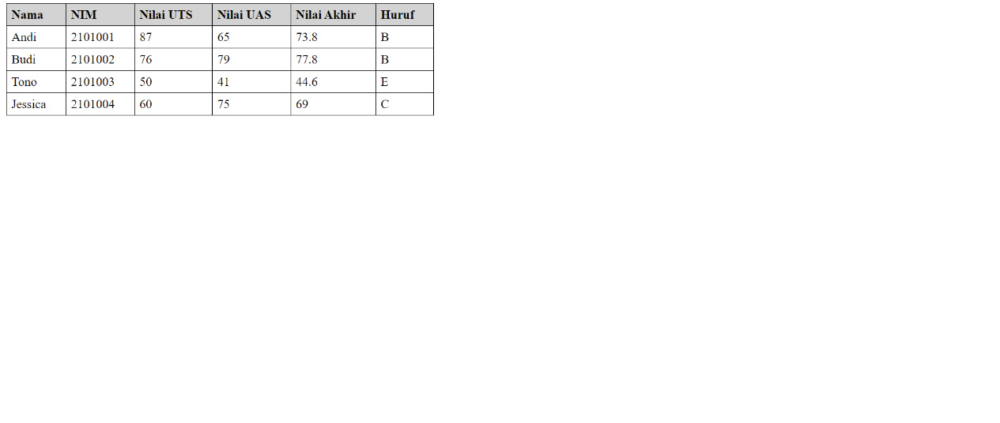 Nama NIM Nilai UTS Nilai UAS Nilai Akhir Huruf
Andi 2101001 87 65 73.8 B
Budi 2101002 76 79 77.8 B
Tono 2101003 50 41 44.6 E
Jessica 2101004 60 75 69 C